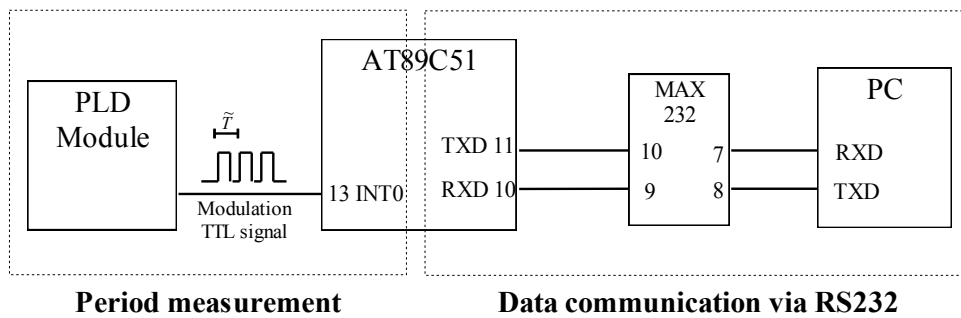 AT89C51
PLD
Module
T̃
Modulation
TTL signal
13 INT0
TXD 11
RXD 10
MAX
232
10
7
9
8
PC
RXD
TXD
Period measurement
Data communication via RS232